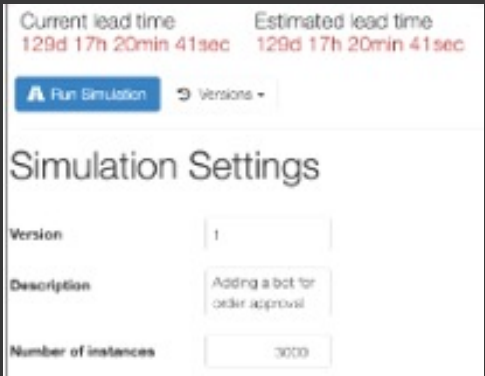 Current lead time Estimated lead time
129d 17h 20min 41sec 129d 17h 20min 41sec
Run Simulation Versions
Simulation Settings
Version 1
Description Adding a bot for
order approval
Number of instances 3000